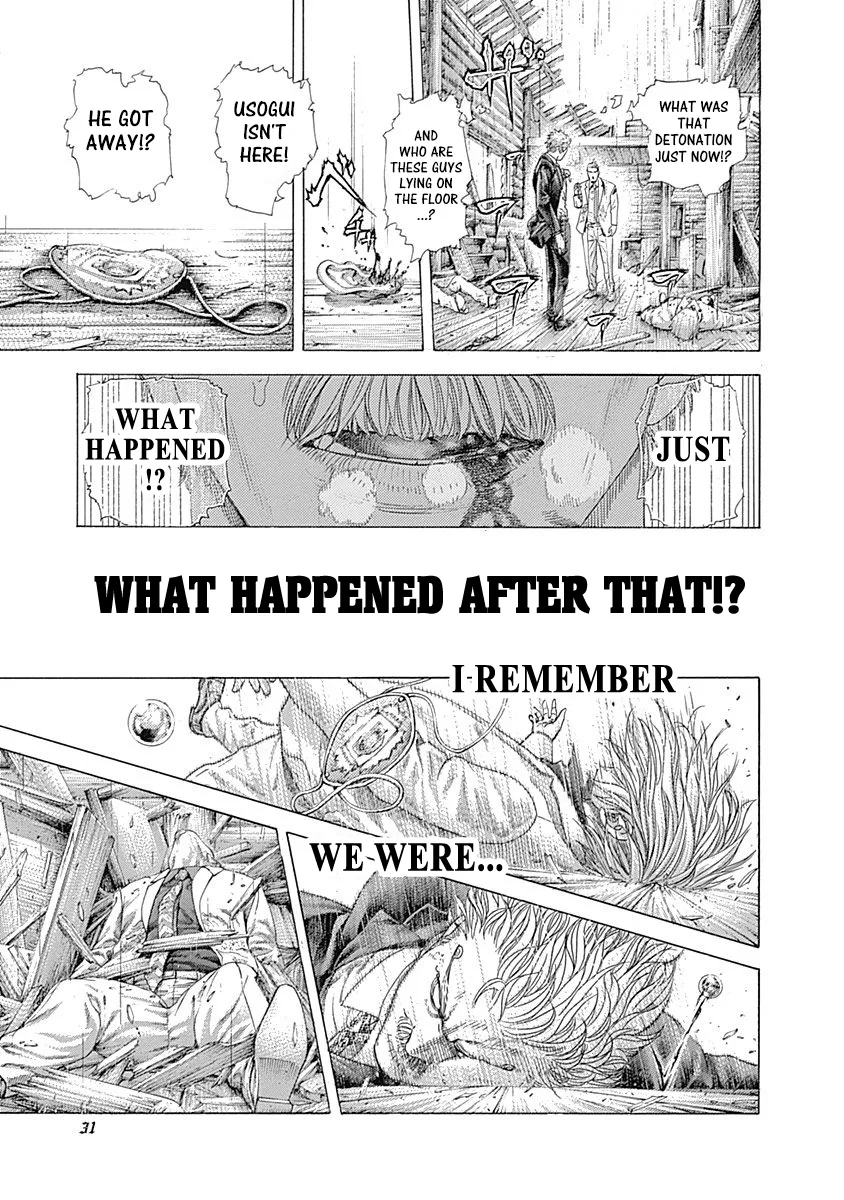 WHAT WAS
THAT
DETONATION
JUST NOW!?
AND
WHO ARE
THESE GUYS
LYING ON
THE FLOOR
...?
USOGUI
ISN'T
HERE!
HE GOT
AWAY!?
JUST
WHAT
HAPPENED
!?
WHAT HAPPENED AFTER THAT!?
I REMEMBER
WE WERE...
31